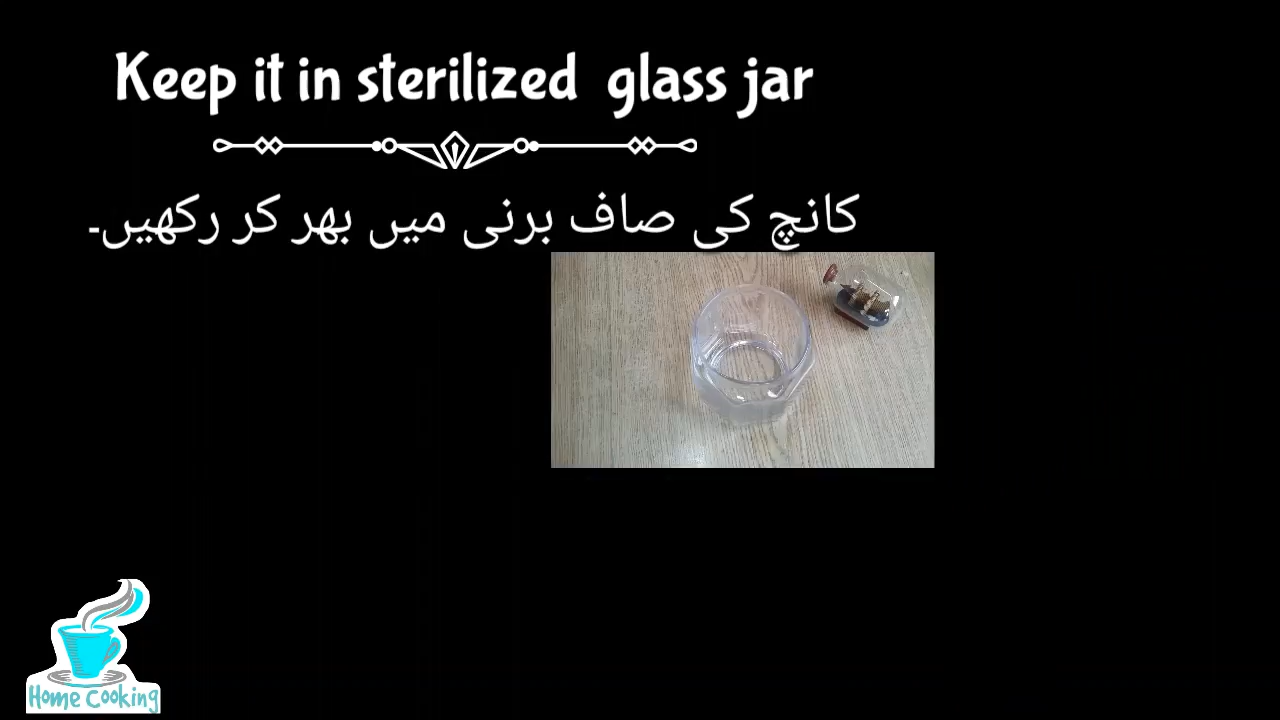 Keep it in sterilized glass jar
کانچ کی صاف برنی میں بھر کر رکھیں۔
Home Cooking